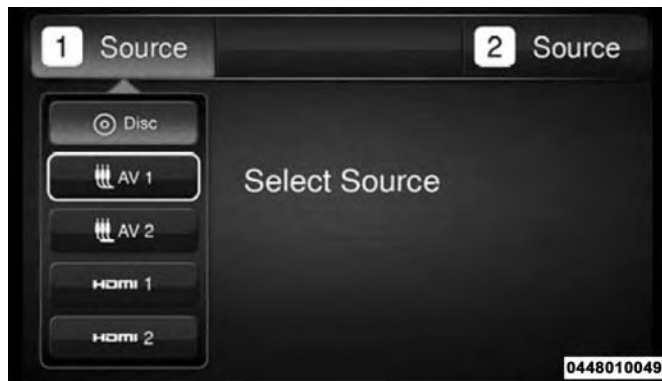 1 Source
2 Source
Disc
AV 1
AV 2
HDMI 1
HDMI 2
Select Source
0448010049